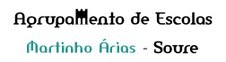 Agrupamento de Escolas
Martinho Árias - Soure